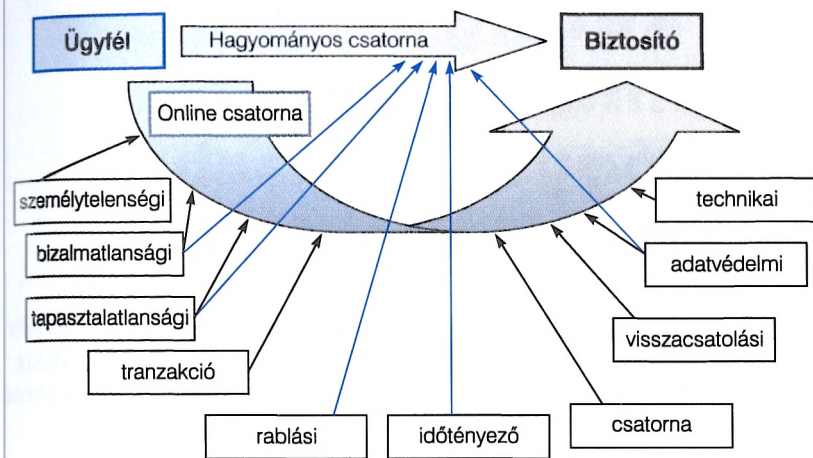 Ügyfél
Hagyományos csatorna
Biztosító
Online csatorna
személytelenségi
technikai
bizalmatlansági
adatvédelmi
tapasztalatlansági
visszacsatolási
tranzakció
csatorna
rablási
időtényező